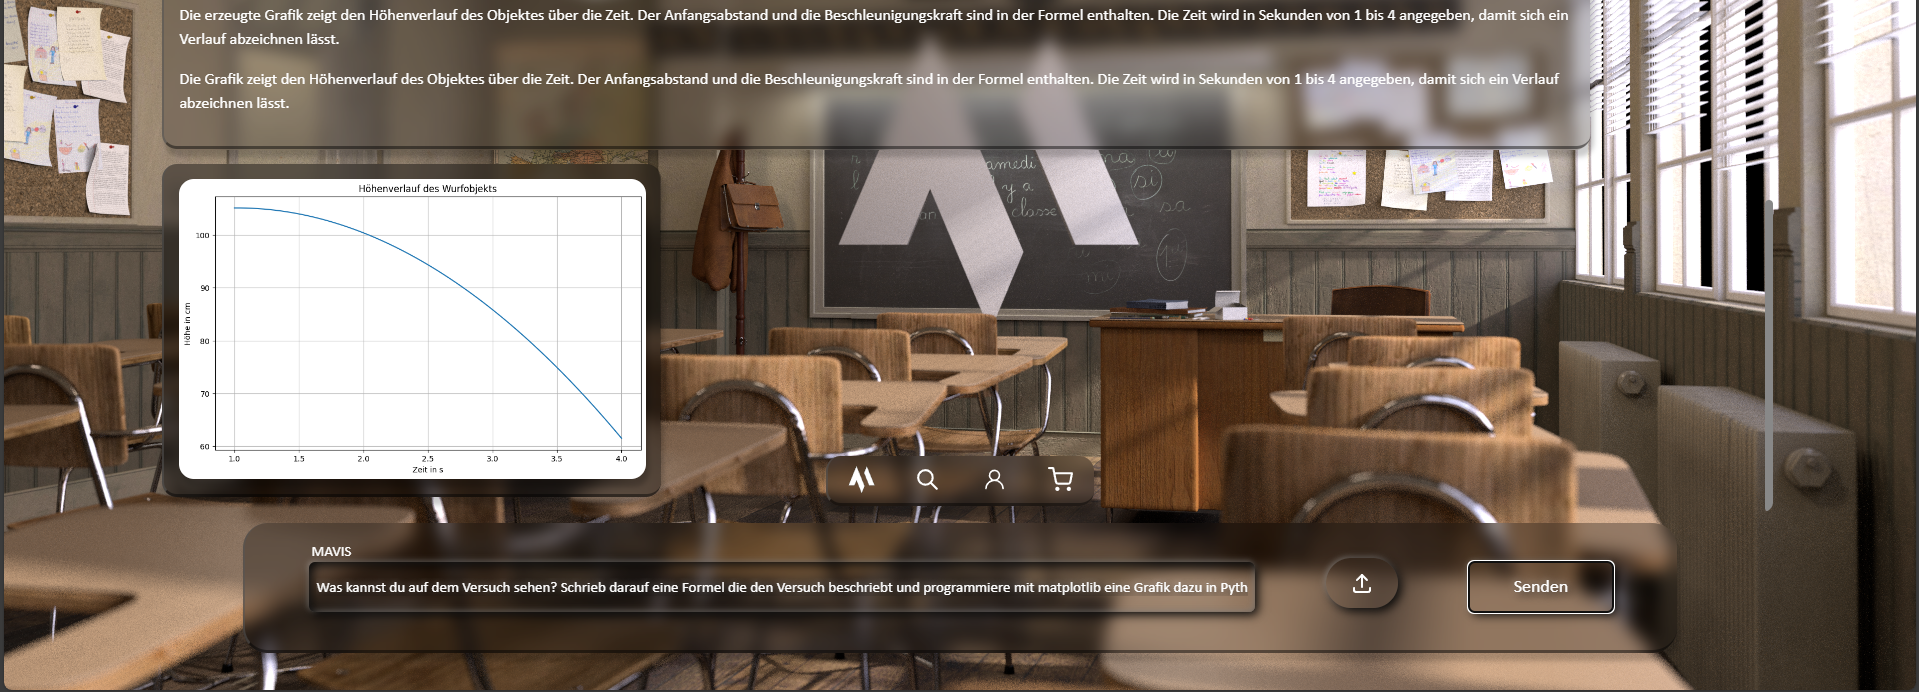 Die erzeugte Grafik zeigt den Höhenverlauf des Objektes über die Zeit. Der Anfangsabstand und die Beschleunigungskraft sind in der Formel enthalten. Die Zeit wird in Sekunden von 1 bis 4 angegeben, damit sich ein
Verlauf abzeichnen lässt.
Die Grafik zeigt den Höhenverlauf des Objektes über die Zeit. Der Anfangsabstand und die Beschleunigungskraft sind in der Formel enthalten. Die Zeit wird in Sekunden von 1 bis 4 angegeben, damit sich ein Verlauf
abzeichnen lässt.
amedi
y a
classe
si
sa
Höhenverlauf des Wurfobjekts
Höhe in cm
100
90
80
70
60
1.0 1.5 2.0 2.5 3.0 3.5 4.0
Zeit in s
MAVIS
Was kannst du auf dem Versuch sehen? Schrieb darauf eine Formel die den Versuch beschriebt und programmiere mit matplotlib eine Grafik dazu in Pyth
Senden